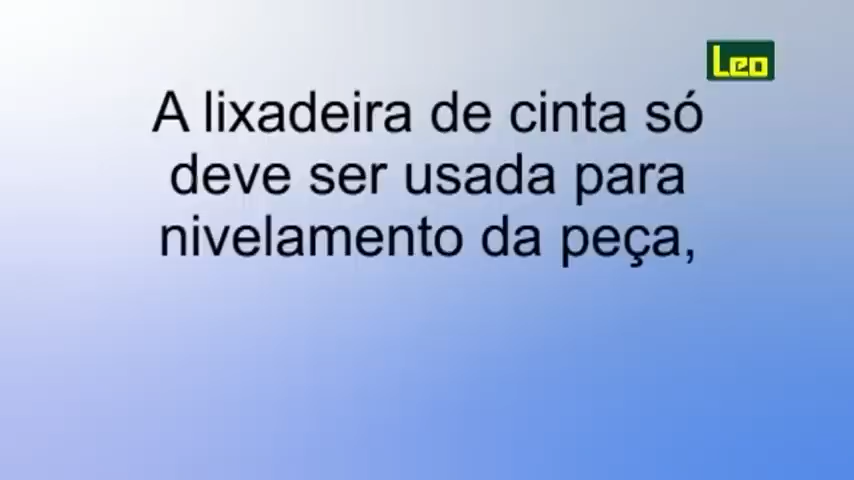 Leo
A lixadeira de cinta só
deve ser usada para
nivelamento da peça,